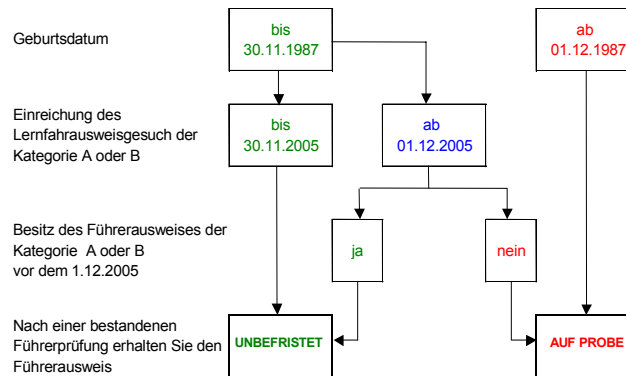 Geburtsdatum
bis
30.11.1987
ab
01.12.1987
Einreichung des
Lernfahrausweisgesuch der
Kategorie A oder B
bis
30.11.2005
ab
01.12.2005
Besitz des Führerausweises der
Kategorie A oder B
vor dem 1.12.2005
ja
nein
Nach einer bestandenen
Führerprüfung erhalten Sie den
Führerausweis
UNBEFRISTET
AUF PROBE